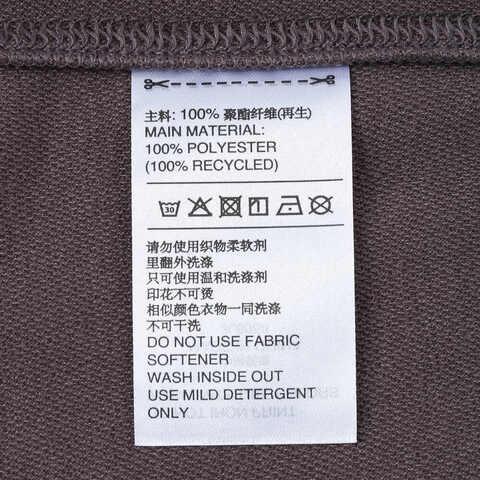 主料: 100% 聚酯纤维(再生)
MAIN MATERIAL:
100% POLYESTER
(100% RECYCLED)
30
请勿使用织物柔软剂
里翻外洗涤
只可使用温和洗涤剂
印花不可烫
相似颜色衣物一同洗涤
不可干洗
DO NOT USE FABRIC
SOFTENER
WASH INSIDE OUT
USE MILD DETERGENT
ONLY